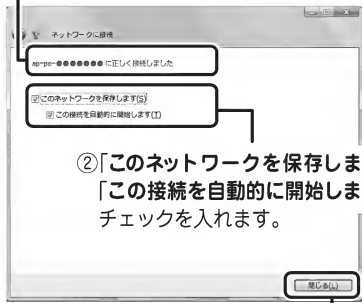 ネットワークに接続
ap-pc-●●●●●●● に正しく接続しました
このネットワークを保存します(S)
この接続を自動的に開始します(T)
②「このネットワークを保存しま
「この接続を自動的に開始しま
チェックを入れます。
閉じる(L)